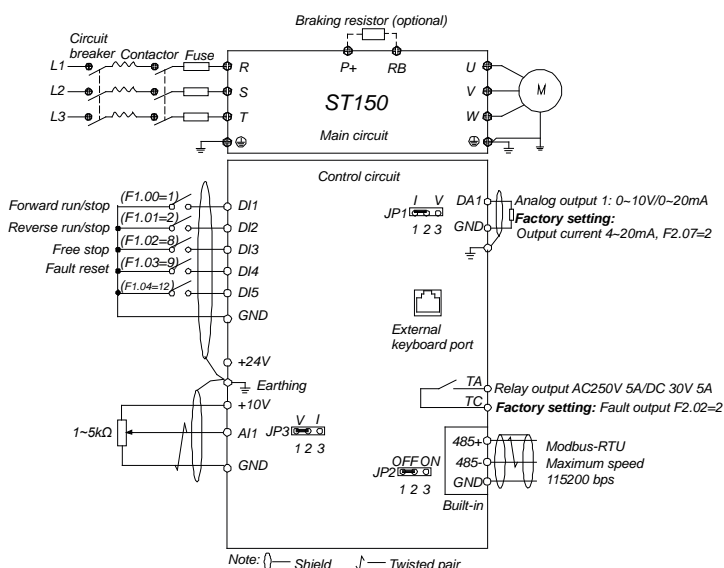 Braking resistor (optional)
Circuit
breaker Contactor Fuse
L1 R P+ RB U
L2 S ST150 V M
L3 T W
Main circuit
Control circuit
Forward run/stop (F1.00=1) DI1
Reverse run/stop (F1.01=2) DI2
Free stop (F1.02=8) DI3
Fault reset (F1.03=9) DI4
(F1.04=12) DI5
GND
+24V
Earthing
+10V
1~5kΩ AI1
GND
JP3 V I
1 2 3
JP1 I V
1 2 3
DA1 Analog output 1: 0~10V/0~20mA
GND Factory setting:
Output current 4~20mA, F2.07=2
External
keyboard port
TA Relay output AC250V 5A/DC 30V 5A
TC Factory setting: Fault output F2.02=2
JP2 OFF ON
1 2 3
485+ Modbus-RTU
485- Maximum speed
GND 115200 bps
Built-in
Note: Shield Twisted pair